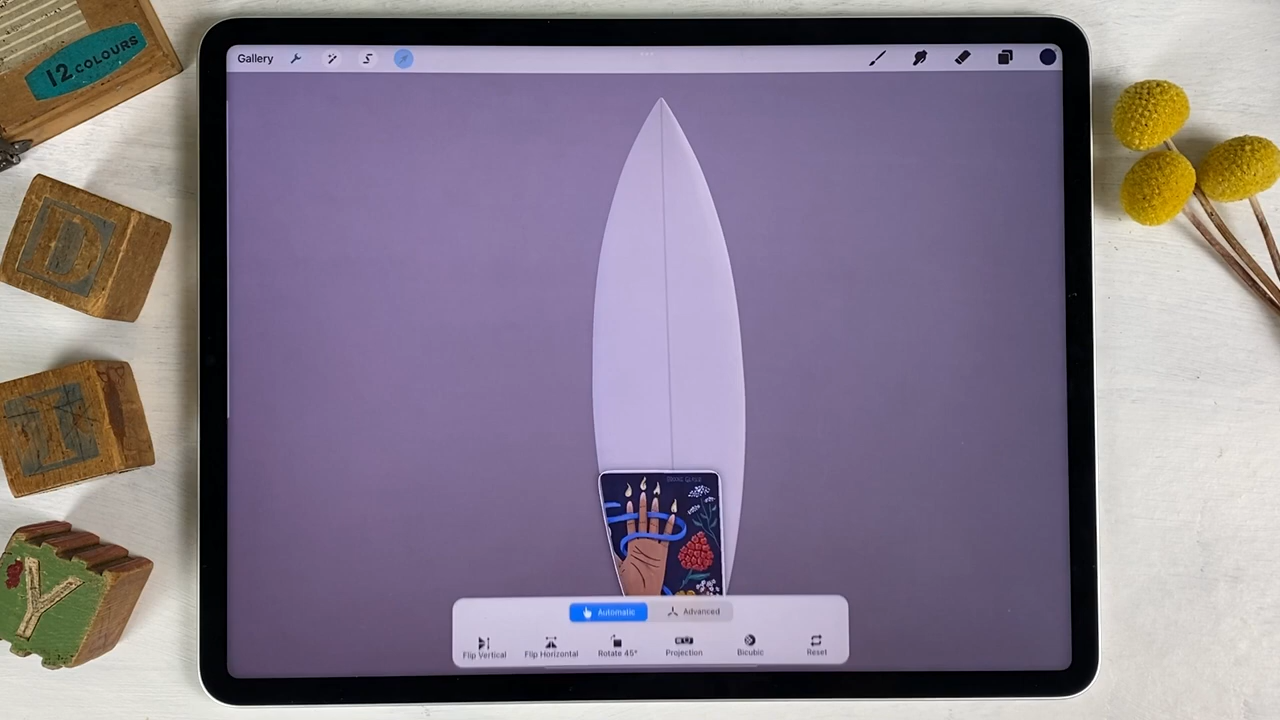 12 COLOURS
D
I
Y
Gallery
Automatic
Advanced
Flip Vertical
Flip Horizontal
Rotate 45°
Projection
Bicubic
Reset